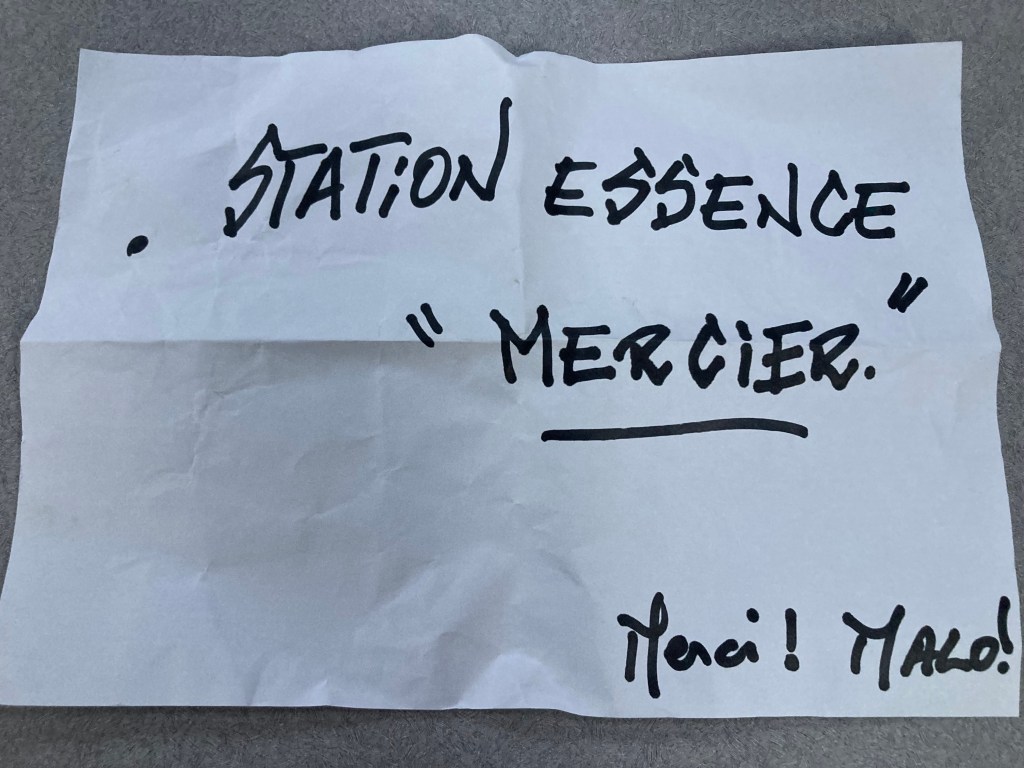 . STATION ESSENCE
" MERCIER. "
Merci ! MALO !